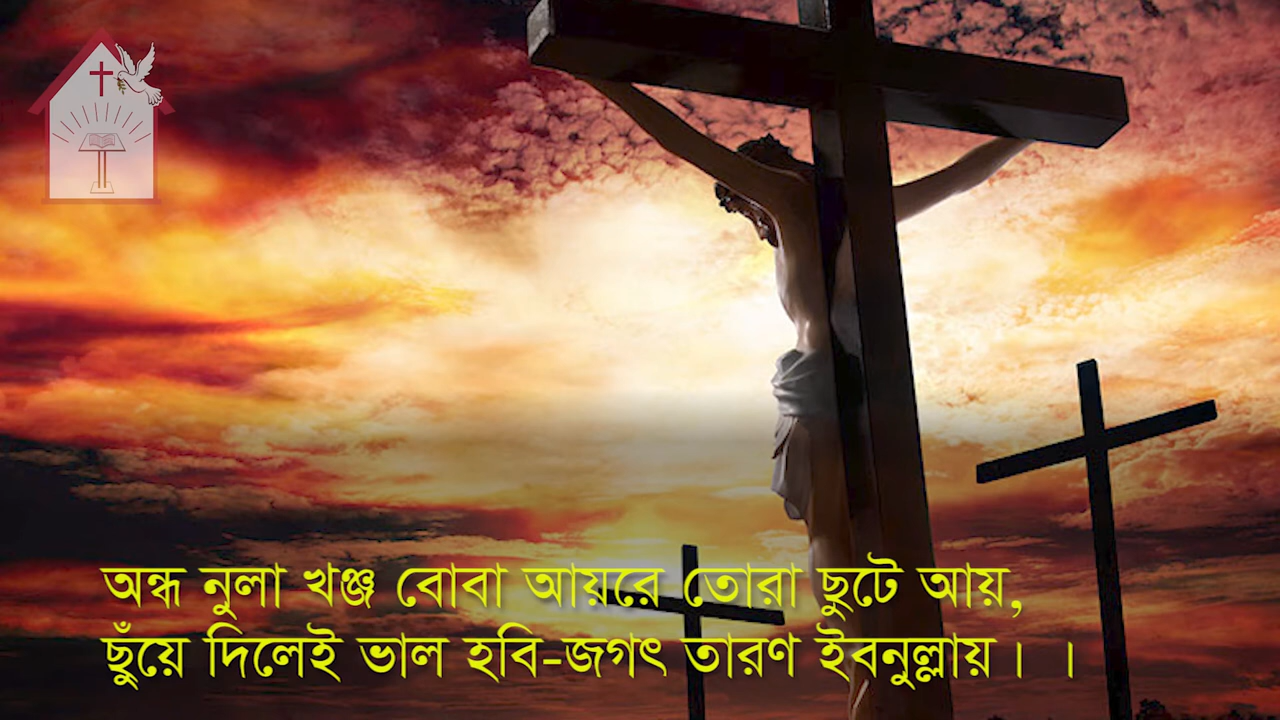 অন্ধ নুলা খঞ্জ বোবা আয়রে তোরা ছুটে আয়,
ছুঁয়ে দিলেই ভাল হবি-জগৎ তারণ ইবনুল্লায়। ।